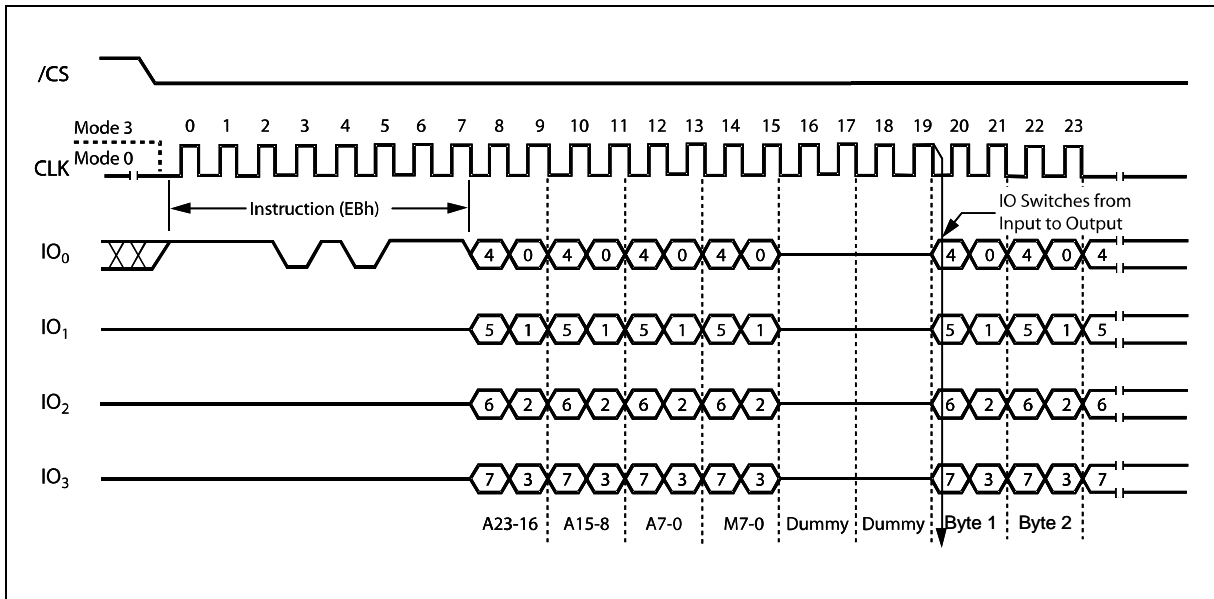 /CS
Mode 3
0 1 2 3 4 5 6 7 8 9 10 11 12 13 14 15 16 17 18 19 20 21 22 23
CLK
Mode 0
Instruction (EBh)
IO Switches from
Input to Output
IO0
4 0 4 0 4 0 4 0 4 0 4 0 4
IO1
5 1 5 1 5 1 5 1 5 1 5 1 5
IO2
6 2 6 2 6 2 6 2 6 2 6 2 6
IO3
7 3 7 3 7 3 7 3 7 3 7 3 7
A23-16 A15-8 A7-0 M7-0 Dummy Dummy Byte 1 Byte 2